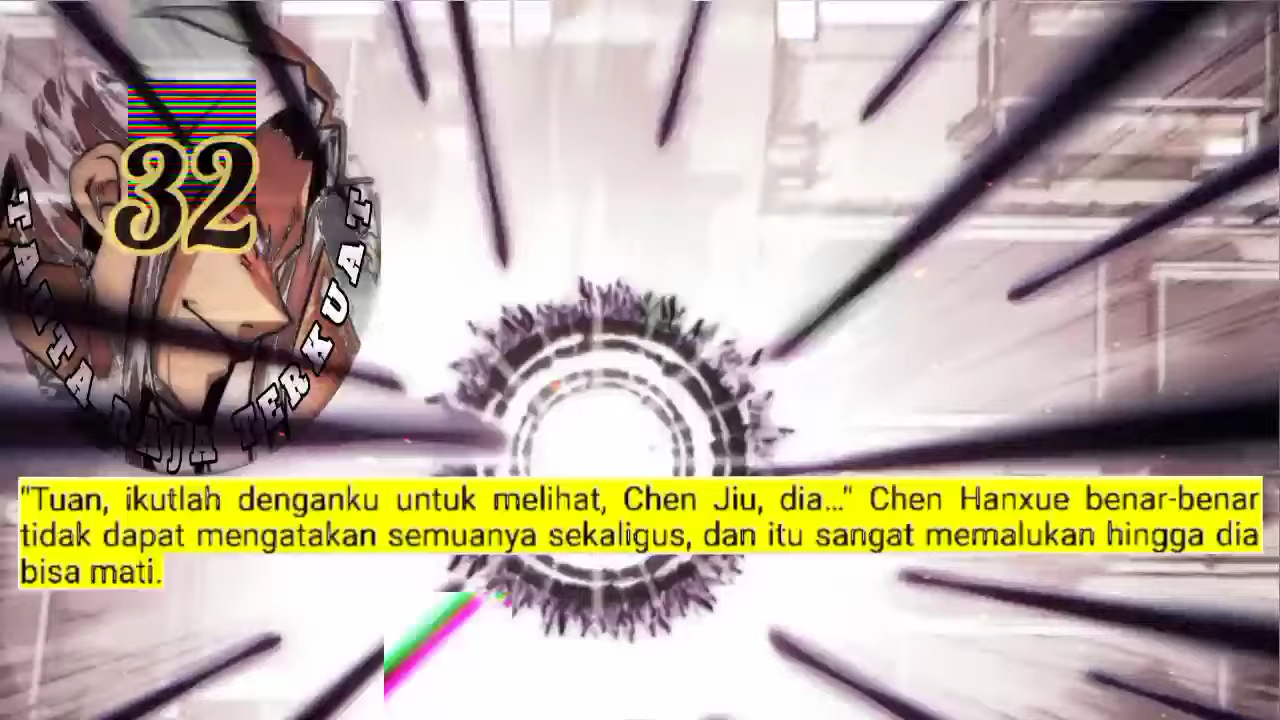 32
TAHTA RAJA TERKUAT
"Tuan, ikutlah denganku untuk melihat, Chen Jiu, dia..." Chen Hanxue benar-benar
tidak dapat mengatakan semuanya sekaligus, dan itu sangat memalukan hingga dia
bisa mati.